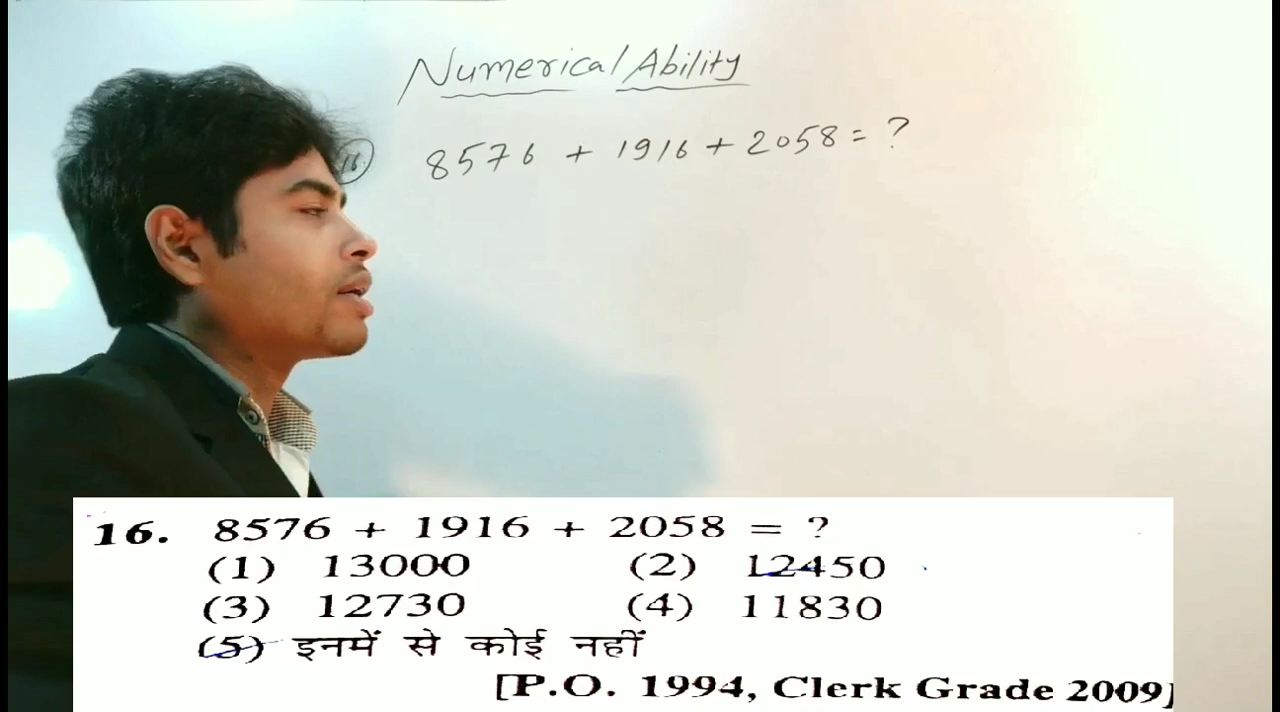 Numerical Ability
16. 8576 + 1916 + 2058 = ?
16. 8576 + 1916 + 2058 = ?
(1) 13000 (2) 12450
(3) 12730 (4) 11830
(5) इनमें से कोई नहीं
[P.O. 1994, Clerk Grade 2009]